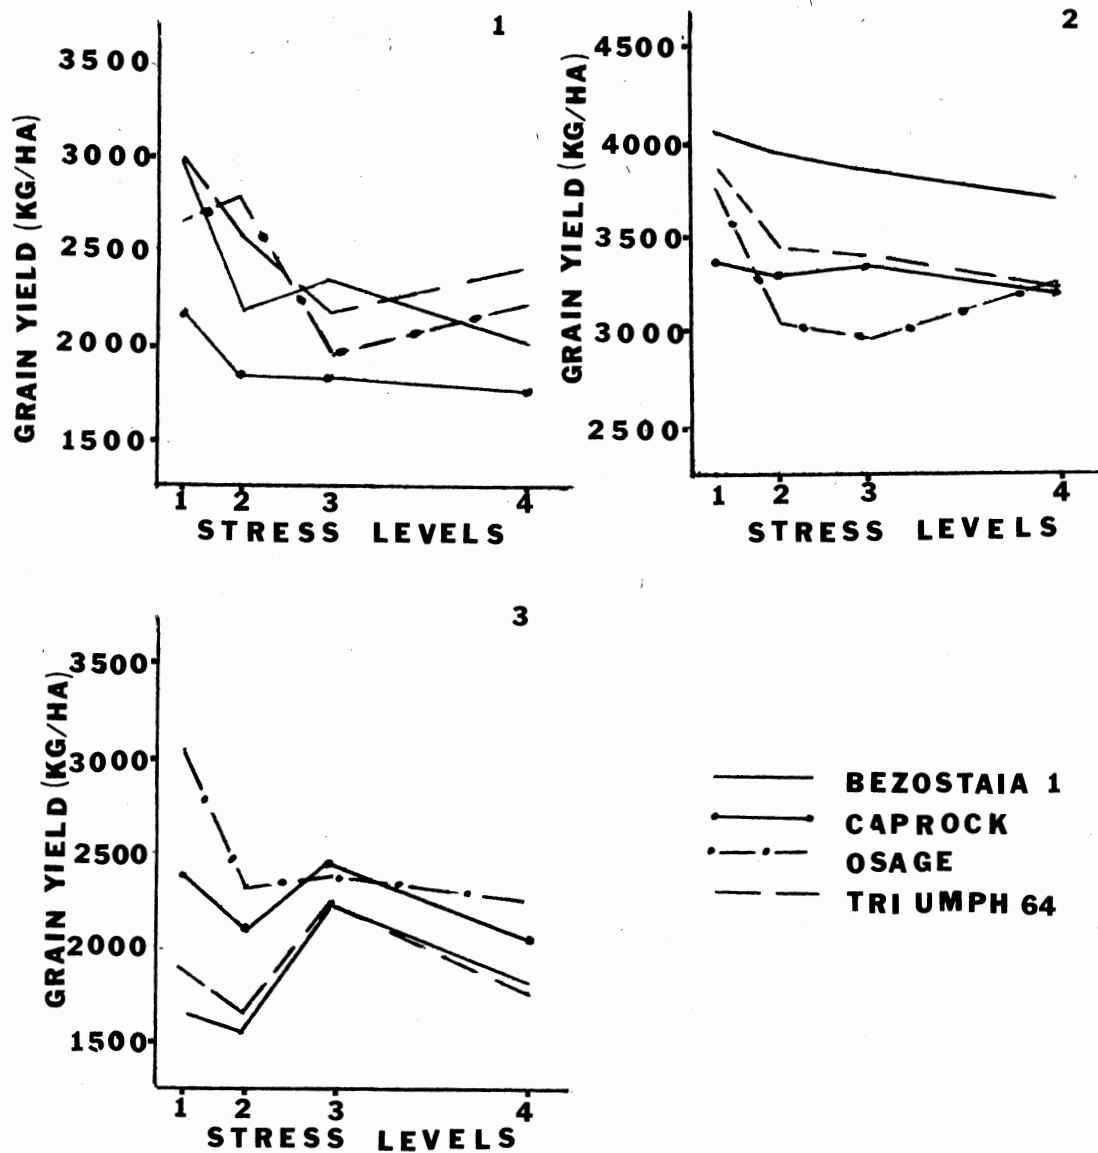 1
3500
3000
2500
2000
1500
GRAIN YIELD (KG/HA)
1 2 3 4
STRESS LEVELS
2
4500
4000
3500
3000
2500
GRAIN YIELD (KG/HA)
1 2 3 4
STRESS LEVELS
3
3500
3000
2500
2000
1500
GRAIN YIELD (KG/HA)
1 2 3 4
STRESS LEVELS
BEZOSTAIA 1
CAPROCK
OSAGE
TRIUMPH 64